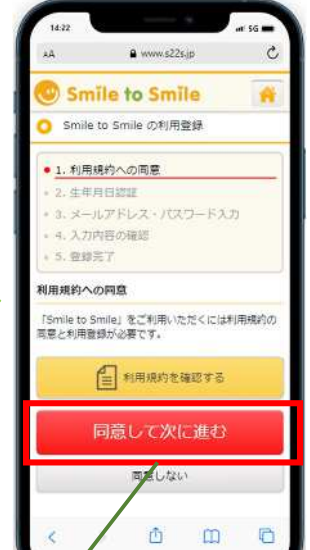 14:22
5G
AA
www.s22s.jp
Smile to Smile
Smile to Smile の利用登録
1. 利用規約への同意
2. 生年月日認証
3. メールアドレス・パスワード入力
4. 入力内容の確認
5. 登録完了
利用規約への同意
「Smile to Smile」をご利用いただくには利用規約の
同意と利用登録が必要です。
利用規約を確認する
同意して次に進む
同意しない